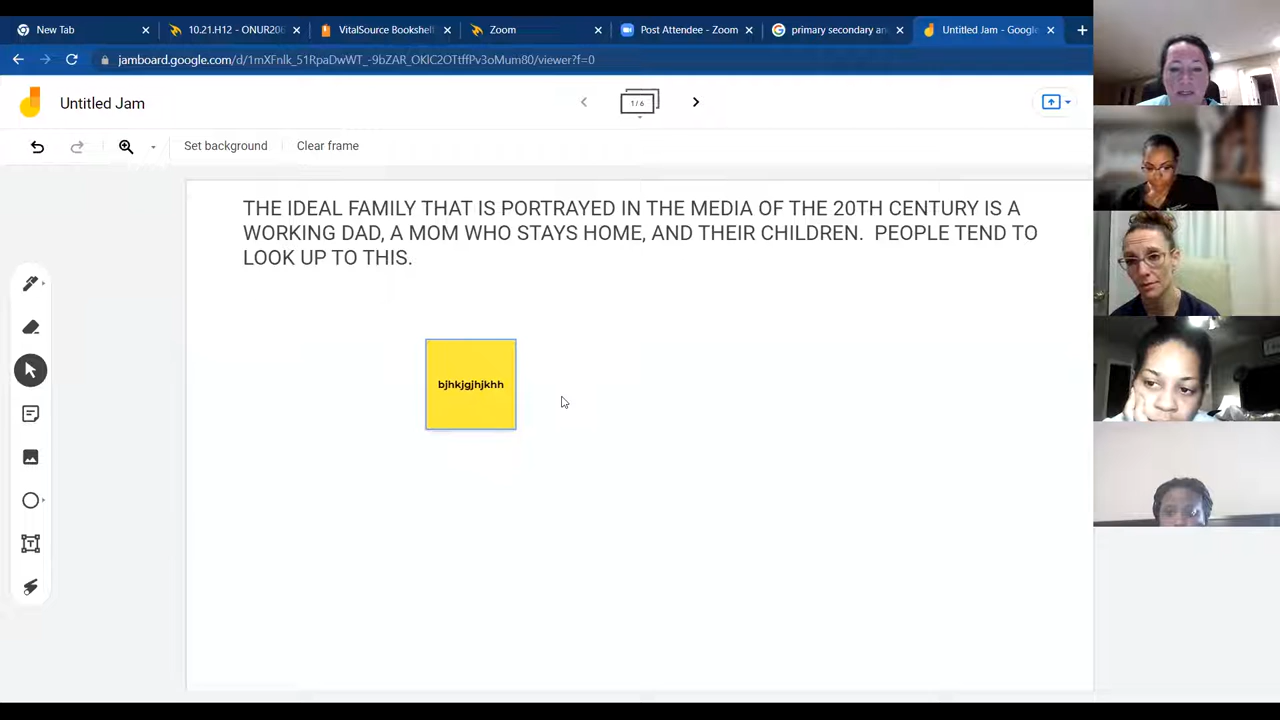 New Tab
10.21.H12 - ONUR20
VitalSource Bookshelf
Zoom
Post Attendee - Zoom
primary secondary an
Untitled Jam - Google
jamboard.google.com/d/1mXFnlk_51RpaDwWT_-9bZAR_OKlC2OTtffPv3oMum80/viewer?f=0
Untitled Jam
1/6
Set background
Clear frame
THE IDEAL FAMILY THAT IS PORTRAYED IN THE MEDIA OF THE 20TH CENTURY IS A
WORKING DAD, A MOM WHO STAYS HOME, AND THEIR CHILDREN. PEOPLE TEND TO
LOOK UP TO THIS.
bjhkjgjhjkhh